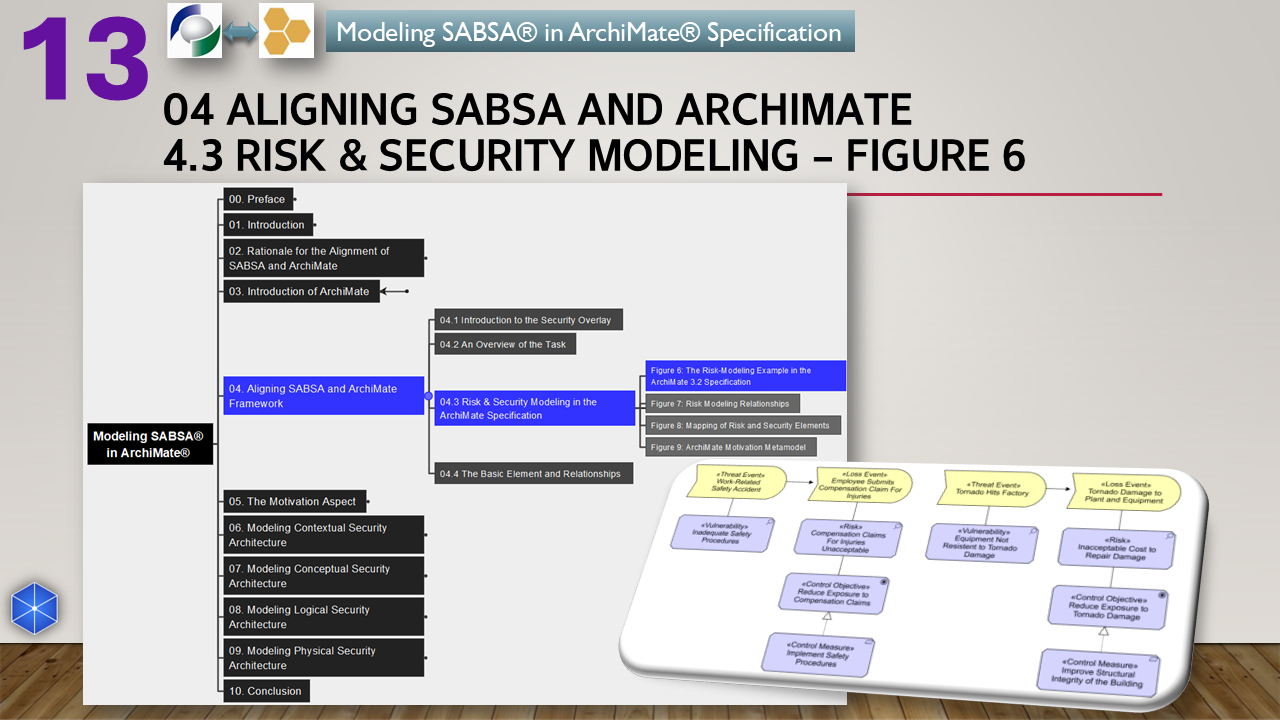 13
Modeling SABSA® in ArchiMate® Specification
04 ALIGNING SABSA AND ARCHIMATE
4.3 RISK & SECURITY MODELING – FIGURE 6
Modeling SABSA®
in ArchiMate®
00. Preface
01. Introduction
02. Rationale for the Alignment of
SABSA and ArchiMate
03. Introduction of ArchiMate
04. Aligning SABSA and ArchiMate
Framework
04.1 Introduction to the Security Overlay
04.2 An Overview of the Task
04.3 Risk & Security Modeling in the
ArchiMate Specification
Figure 6: The Risk-Modeling Example in the
ArchiMate 3.2 Specification
Figure 7: Risk Modeling Relationships
Figure 8: Mapping of Risk and Security Elements
Figure 9: ArchiMate Motivation Metamodel
04.4 The Basic Element and Relationships
05. The Motivation Aspect
06. Modeling Contextual Security
Architecture
07. Modeling Conceptual Security
Architecture
08. Modeling Logical Security
Architecture
09. Modeling Physical Security
Architecture
10. Conclusion
«Threat Event»
Work-Related
Safety Accident
«Loss Event»
Employee Submits
Compensation Claim For
Injuries
«Threat Event»
Tornado Hits Factory
«Loss Event»
Tornado Damage to
Plant and Equipment
«Vulnerability»
Inadequate Safety
Procedures
«Risk»
Compensation Claims
For Injuries
Unacceptable
«Vulnerability»
Equipment Not
Resistent to Tornado
Damage
«Risk»
Inacceptable Cost to
Repair Damage
«Control Objective»
Reduce Exposure to
Compensation Claims
«Control Objective»
Reduce Exposure to
Tornado Damage
«Control Measure»
Implement Safety
Procedures
«Control Measure»
Improve Structural
Integrity of the Building